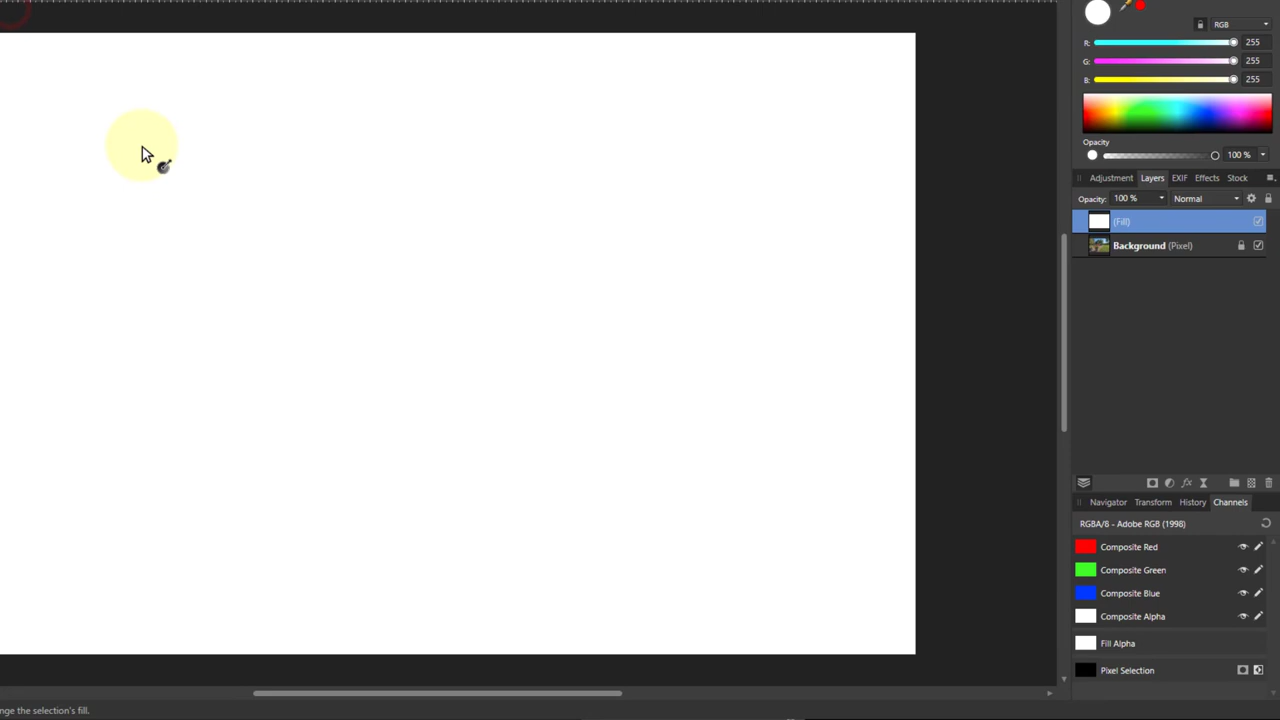 RGB
R: 255
G: 255
B: 255
Opacity
100 %
Adjustment Layers EXIF Effects Stock
Opacity: 100 % Normal
(Fill)
Background (Pixel)
fx
Navigator Transform History Channels
RGBA/8 - Adobe RGB (1998)
Composite Red
Composite Green
Composite Blue
Composite Alpha
Fill Alpha
Pixel Selection
nge the selection's fill.